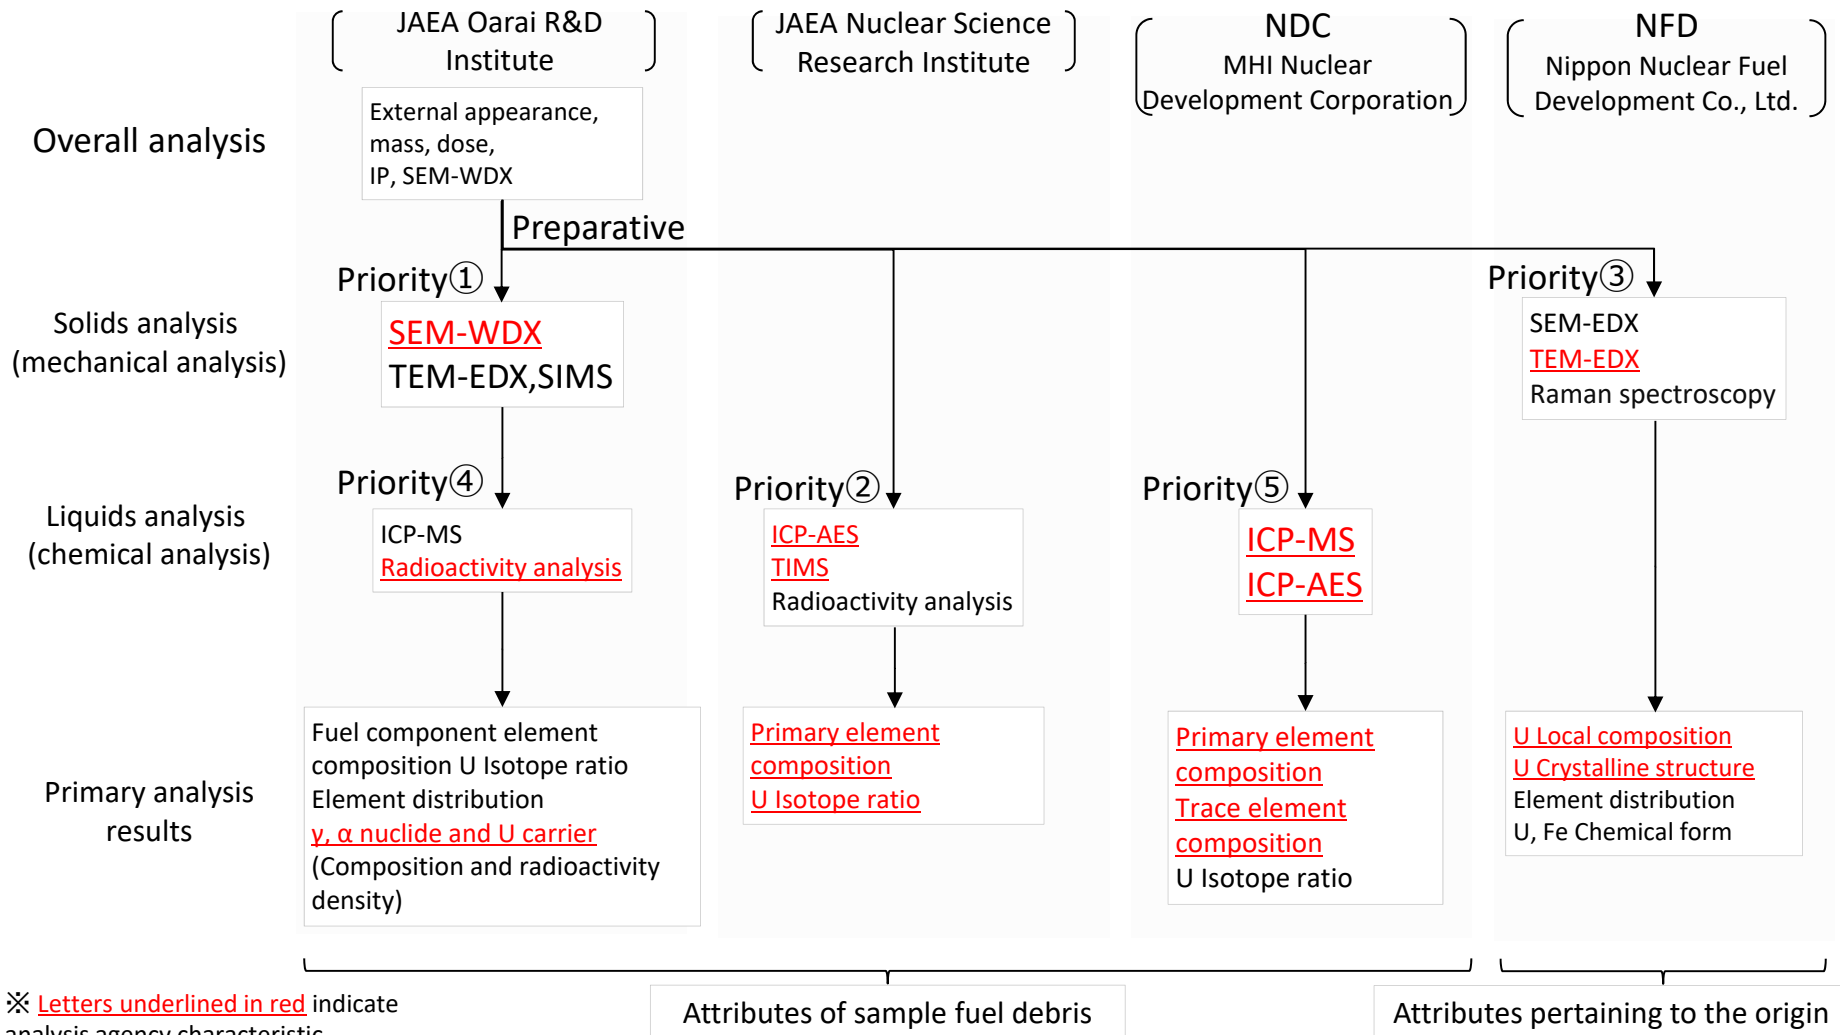 JAEA Oarai R&D
Institute
JAEA Nuclear Science
Research Institute
NDC
MHI Nuclear
Development Corporation
NFD
Nippon Nuclear Fuel
Development Co., Ltd.
Overall analysis
External appearance,
mass, dose,
IP, SEM-WDX
Preparative
Solids analysis
(mechanical analysis)
Priority①
SEM-WDX
TEM-EDX,SIMS
Priority③
SEM-EDX
TEM-EDX
Raman spectroscopy
Liquids analysis
(chemical analysis)
Priority④
ICP-MS
Radioactivity analysis
Priority②
ICP-AES
TIMS
Radioactivity analysis
Priority⑤
ICP-MS
ICP-AES
Primary analysis
results
Fuel component element
composition U Isotope ratio
Element distribution
γ, α nuclide and U carrier
(Composition and radioactivity
density)
Primary element
composition
U Isotope ratio
Primary element
composition
Trace element
composition
U Isotope ratio
U Local composition
U Crystalline structure
Element distribution
U, Fe Chemical form
※ Letters underlined in red indicate
analysis agency characteristic
Attributes of sample fuel debris
Attributes pertaining to the origin